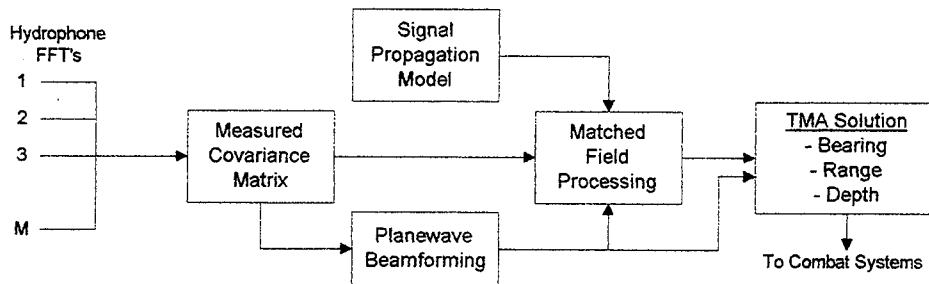 Hydrophone
FFT's
1
2
3
M
Measured
Covariance
Matrix
Signal
Propagation
Model
Planewave
Beamforming
Matched
Field
Processing
TMA Solution
- Bearing
- Range
- Depth
To Combat Systems